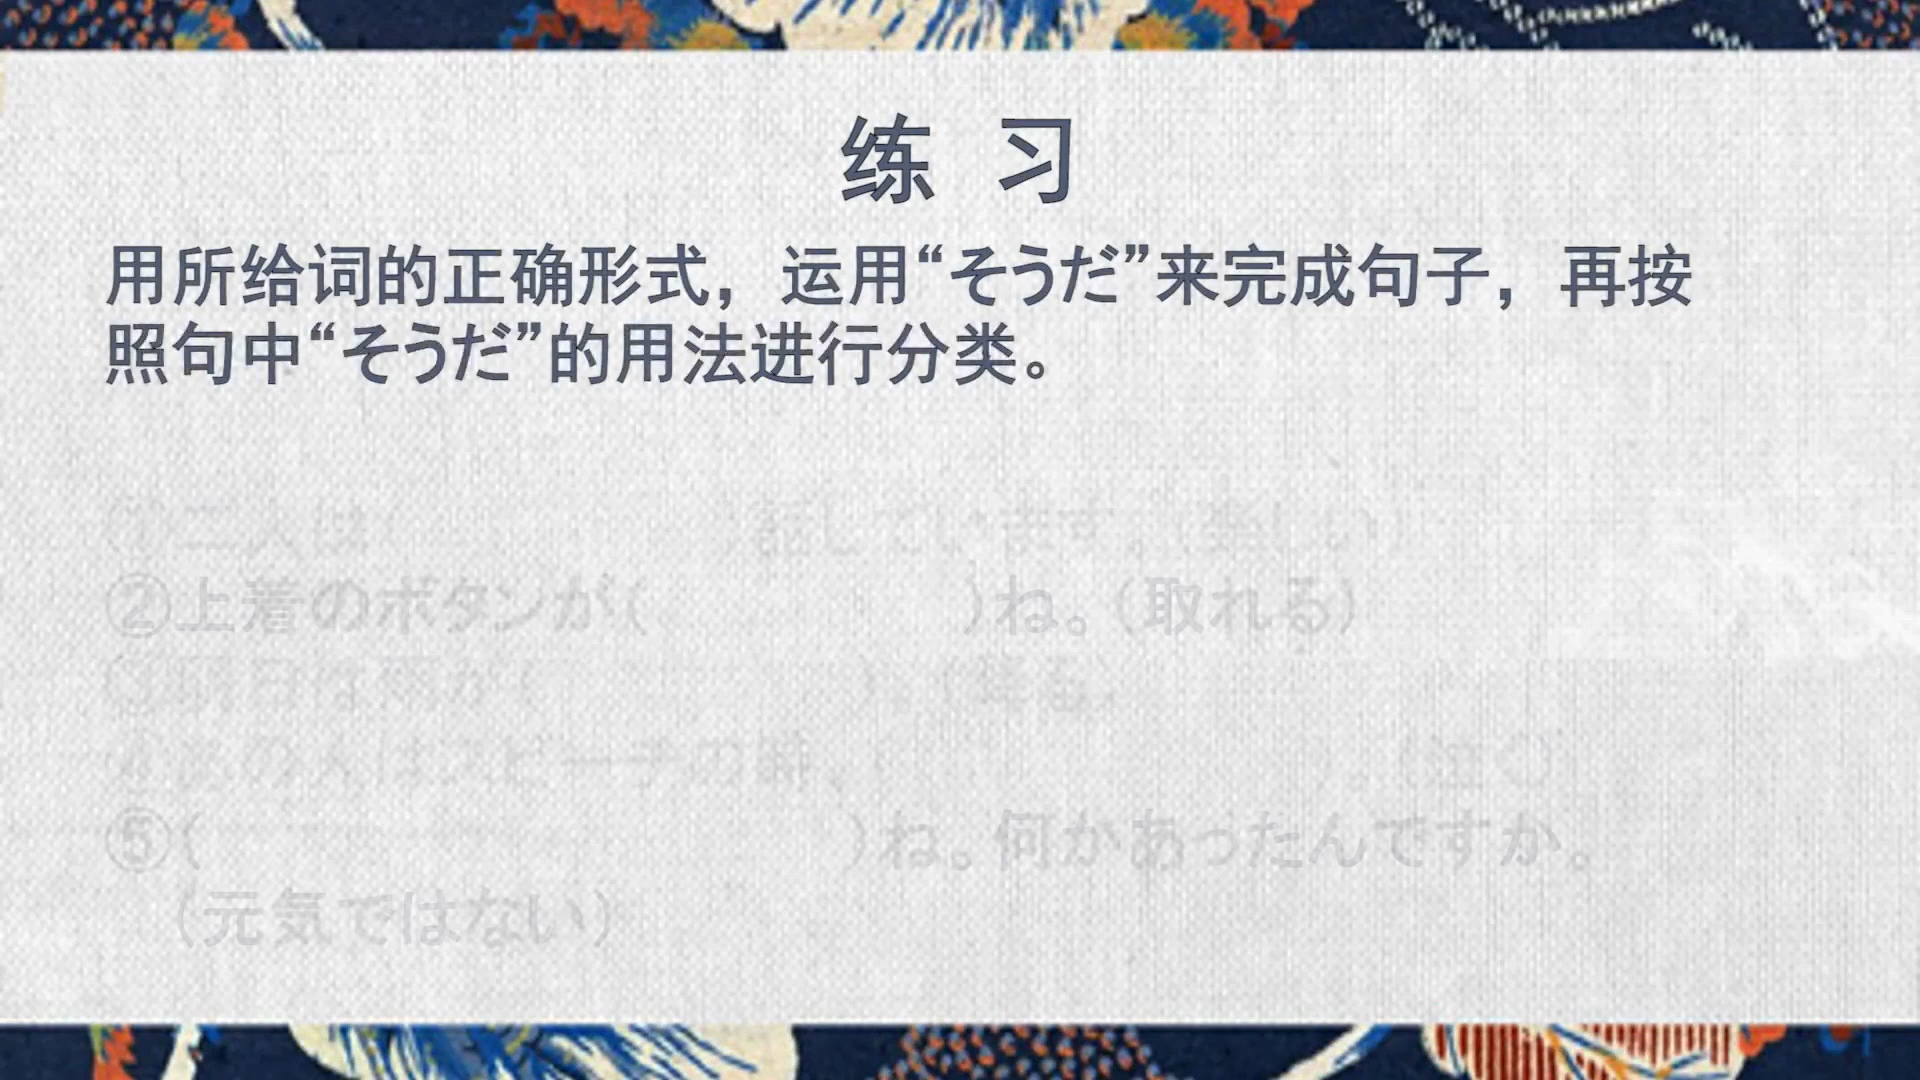 练 习
用所给词的正确形式，运用“そうだ”来完成句子，再按
照句中“そうだ”的用法进行分类。
①二人は(　　　　　)話しています。(楽しい)
②上着のボタンが(　　　　　)ね。(取れる)
③明日は雨が(　　　　　)。(降る)
④あの人はスピーチの時、(　　　　　)。(泣く)
⑤(　　　　　)ね。何かあったんですか。
(元気ではない)